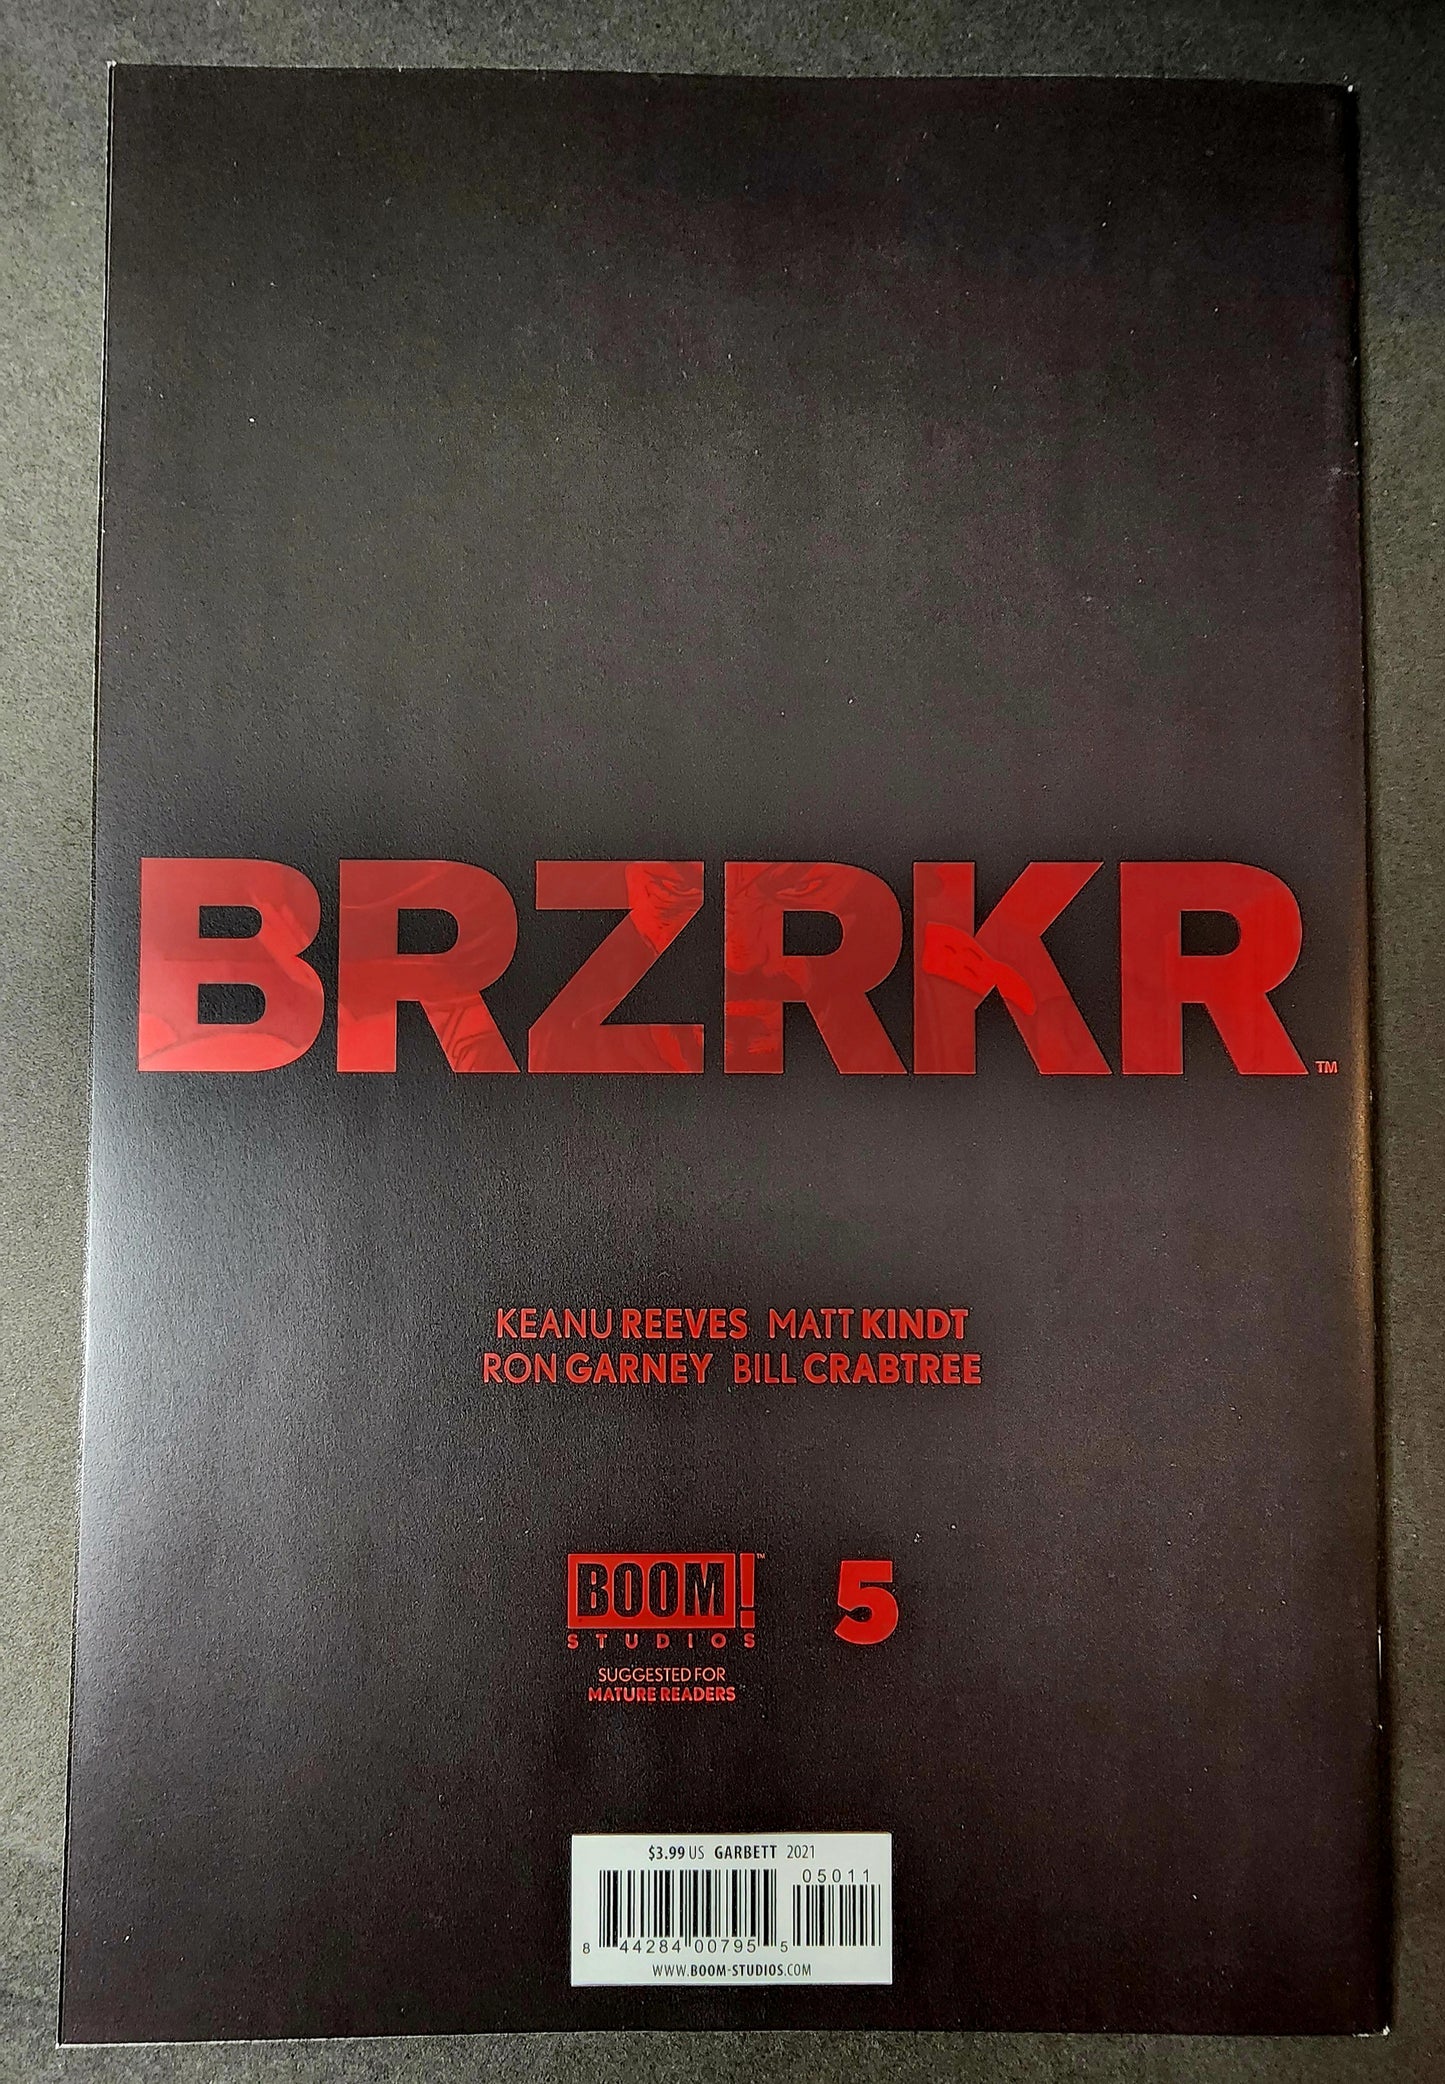 BRZRKR™
KEANU REEVES MATT KINDT
RON GARNEY BILL CRABTREE
BOOM!™ 5
STUDIOS
SUGGESTED FOR
MATURE READERS
$3.99 US GARBETT 2021
05011
8 44284 00795 5
WWW.BOOM-STUDIOS.COM